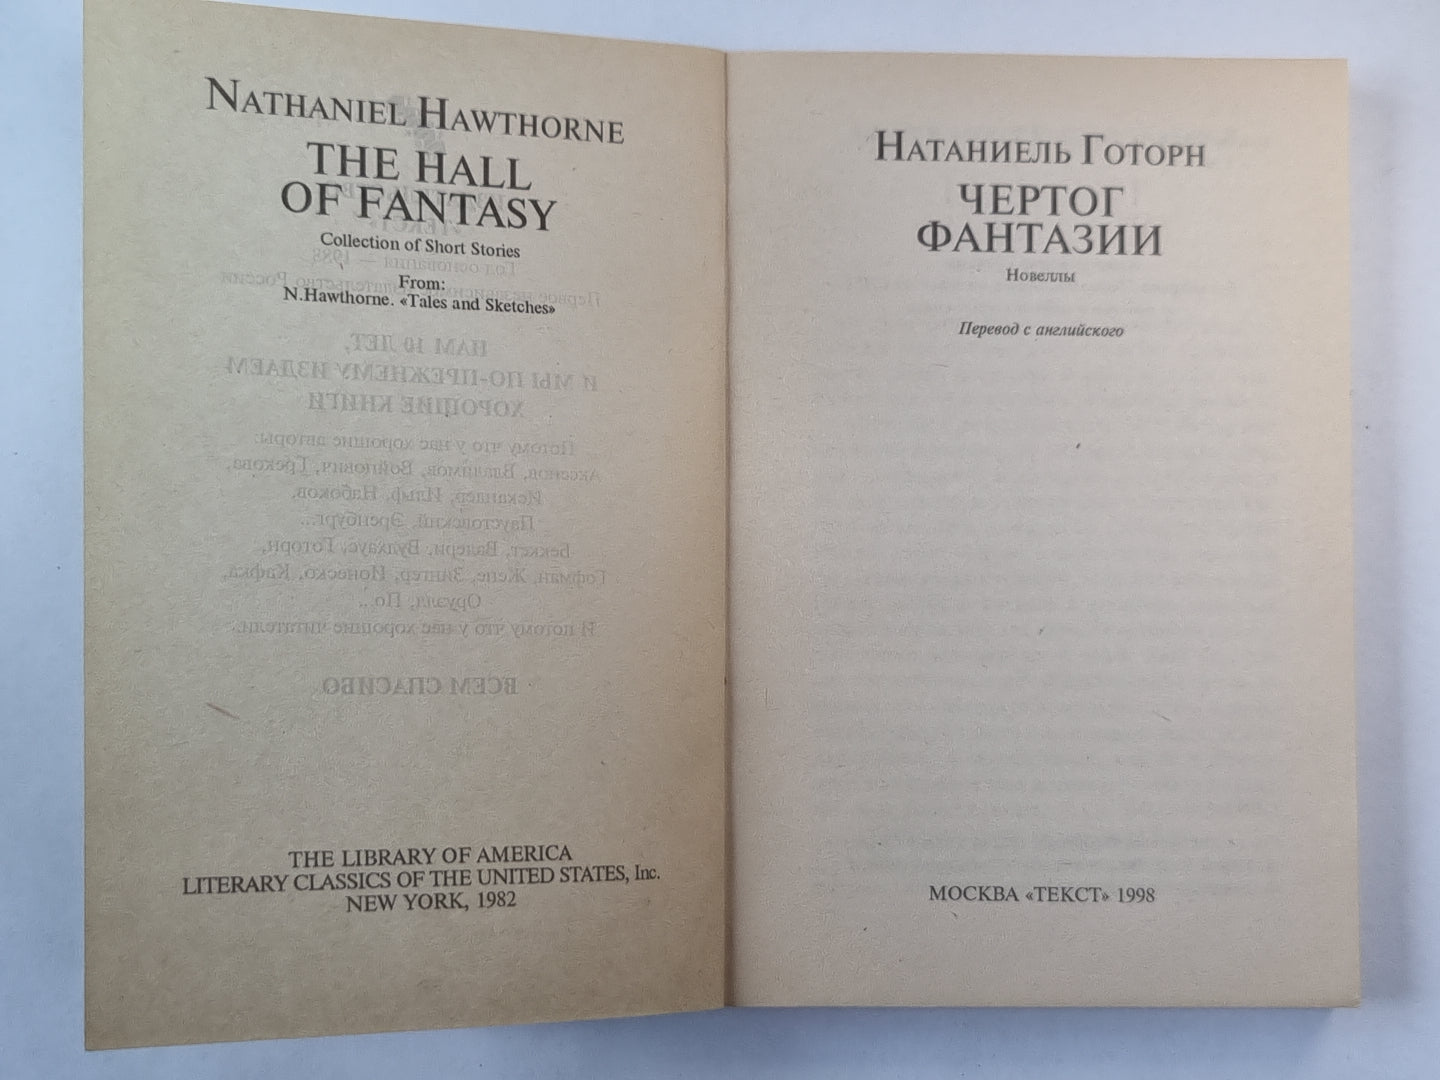 NATHANIEL HAWTHORNE
THE HALL
OF FANTASY
Collection of Short Stories
From:
N.Hawthorne. «Tales and Sketches»
THE LIBRARY OF AMERICA
LITERARY CLASSICS OF THE UNITED STATES, Inc.
NEW YORK, 1982
НАТАНИЕЛЬ ГОТОРН
ЧЕРТОГ
ФАНТАЗИИ
Новеллы
Перевод с английского
МОСКВА «ТЕКСТ» 1998